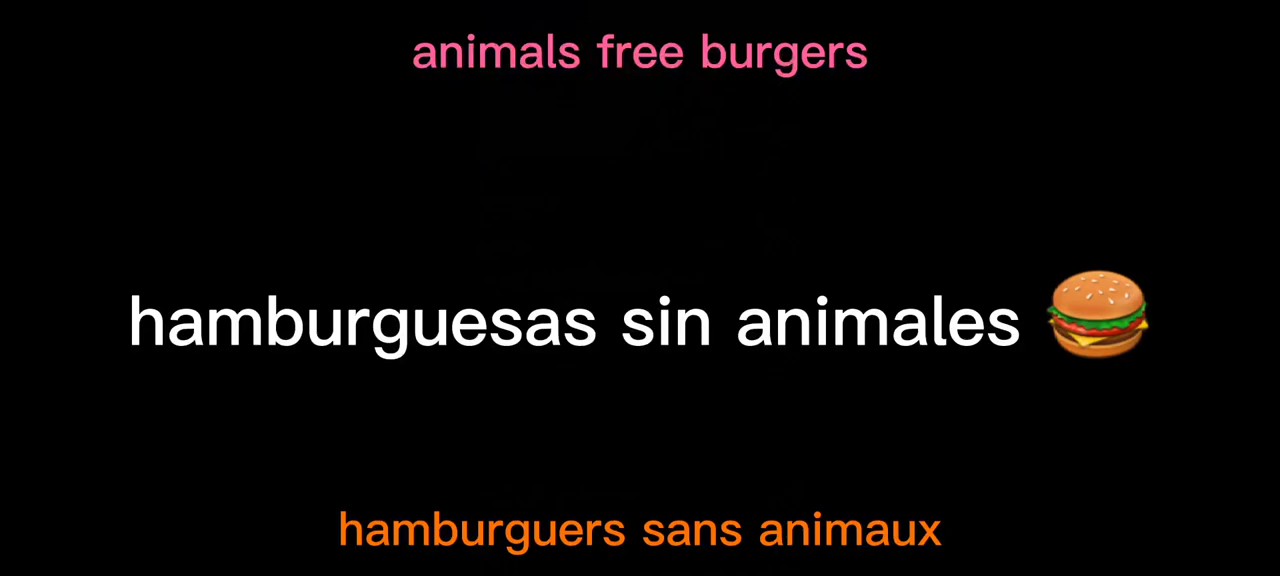 animals free burgers
hamburguesas sin animales 🍔
hamburguers sans animaux